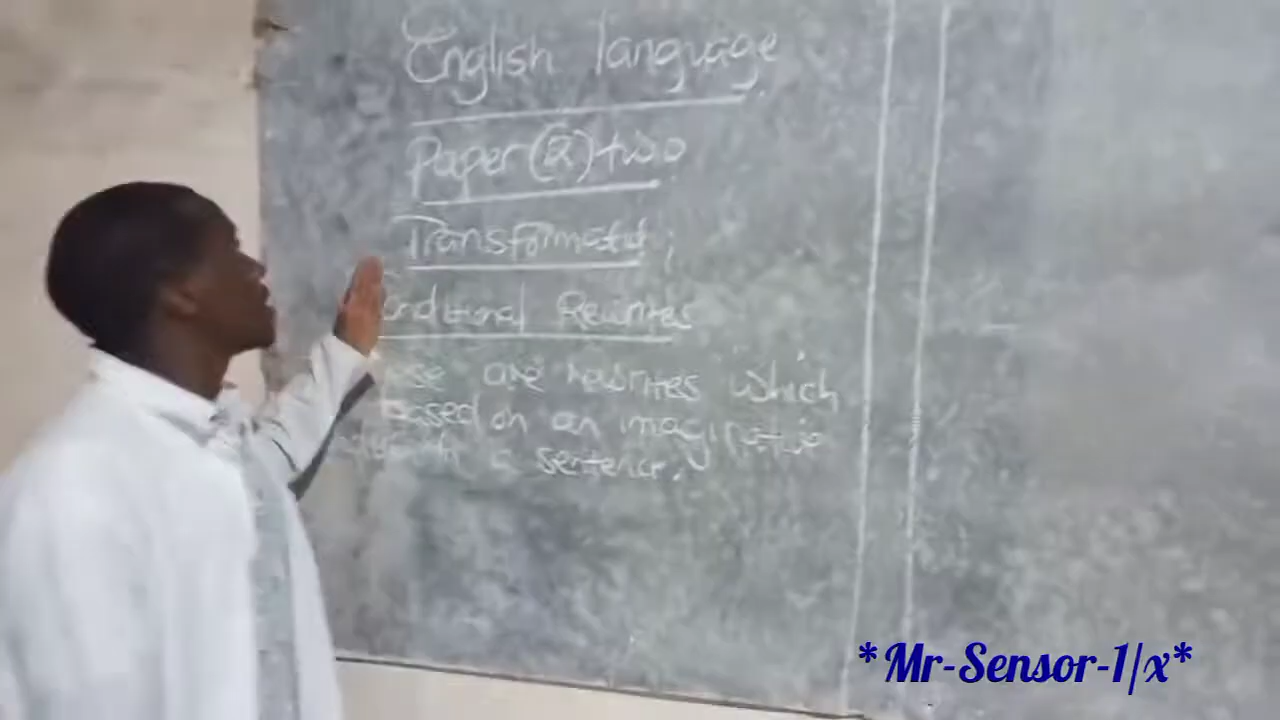 English language.
Paper (2) two
Transformation;
Conditional Rewrites
These are rewrites which
based on an imaginative
a sentence.
*Mr-Sensor-1/x*